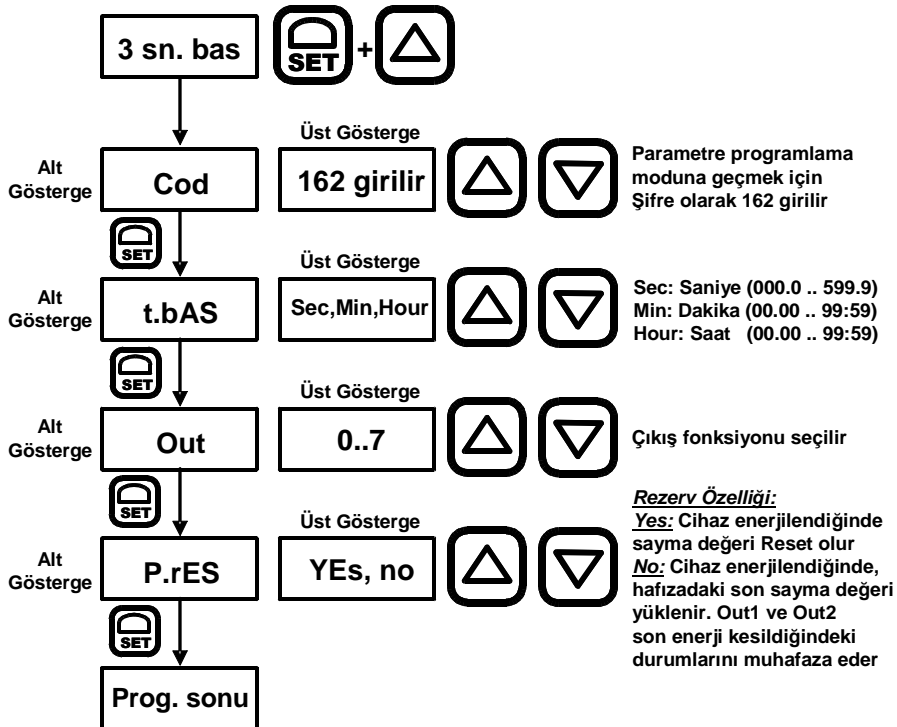 3 sn. bas
SET
+
Üst Gösterge
Alt
Gösterge
Cod
162 girilir
Parametre programlama
moduna geçmek için
Şifre olarak 162 girilir
SET
Üst Gösterge
Alt
Gösterge
t.bAS
Sec,Min,Hour
Sec: Saniye (000.0 .. 599.9)
Min: Dakika (00.00 .. 99:59)
Hour: Saat (00.00 .. 99:59)
SET
Üst Gösterge
Alt
Gösterge
Out
0..7
Çıkış fonksiyonu seçilir
SET
Üst Gösterge
Alt
Gösterge
P.rES
YEs, no
Rezerv Özelliği:
Yes: Cihaz enerjilendiğinde
sayma değeri Reset olur
No: Cihaz enerjilendiğinde,
hafızadaki son sayma değeri
yüklenir. Out1 ve Out2
son enerji kesildiğindeki
durumlarını muhafaza eder
SET
Prog. sonu